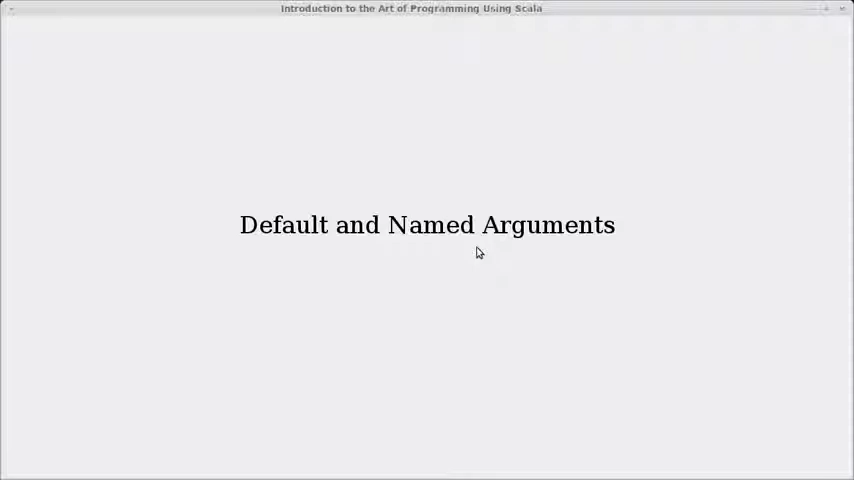 Introduction to the Art of Programming Using Scala
Default and Named Arguments